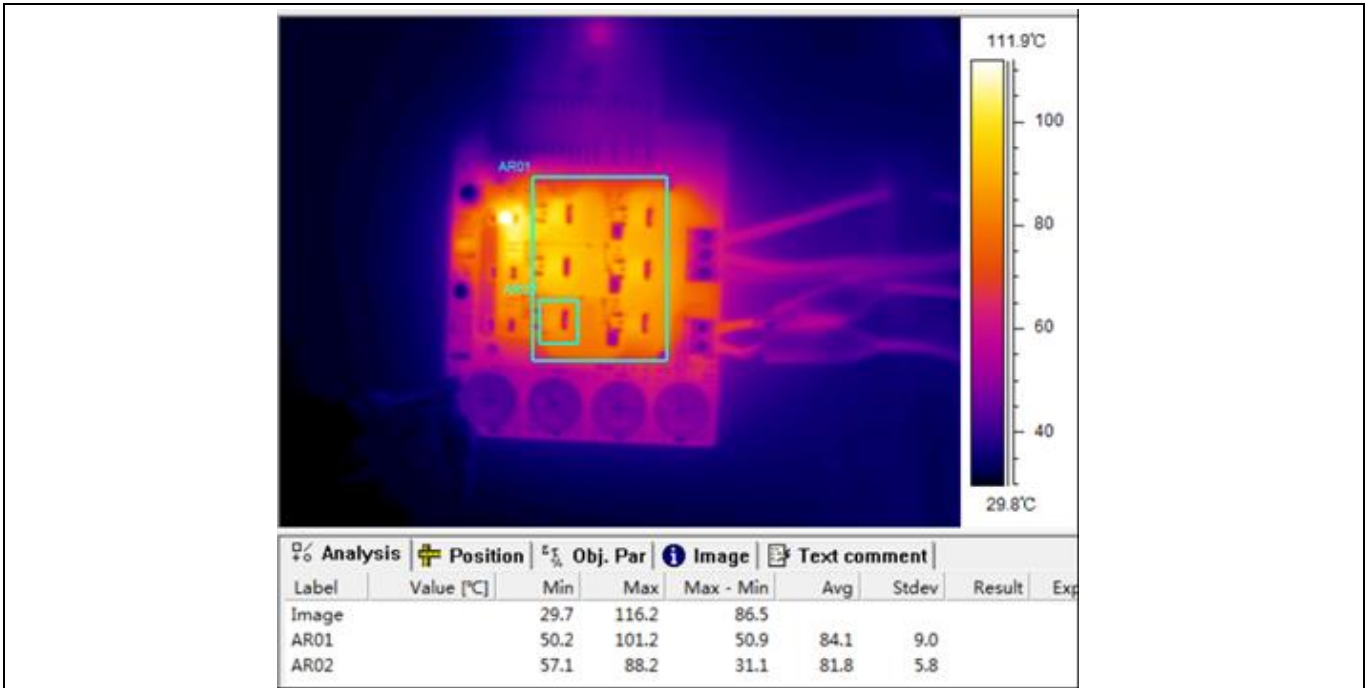 111.9°C
100
AR01
80
AR02
60
40
29.8°C
Analysis Position Obj. Par Image Text comment
Label Value [°C] Min Max Max - Min Avg Stdev Result Exp
Image 29.7 116.2 86.5
AR01 50.2 101.2 50.9 84.1 9.0
AR02 57.1 88.2 31.1 81.8 5.8